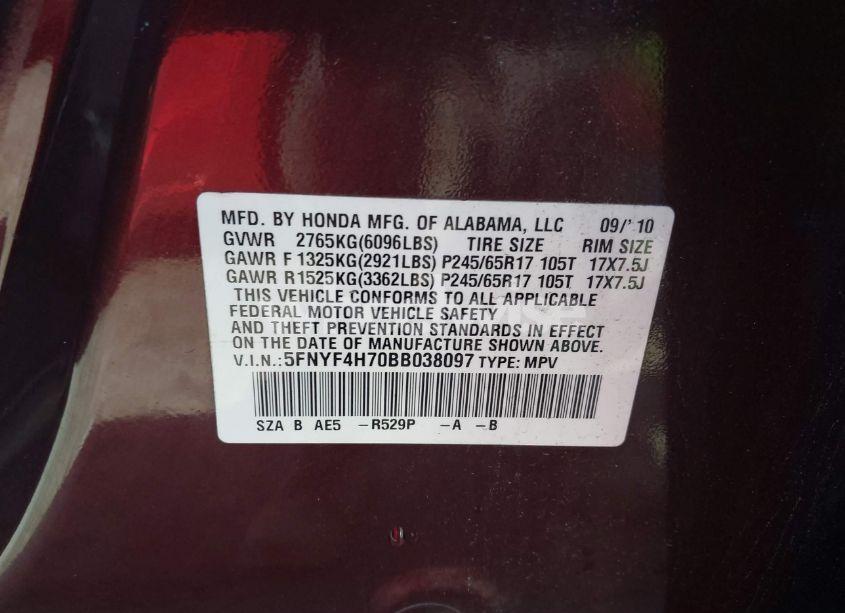 MFD. BY HONDA MFG. OF ALABAMA, LLC 09/' 10
GVWR 2765KG(6096LBS) TIRE SIZE RIM SIZE
GAWR F 1325KG(2921LBS) P245/65R17 105T 17X7.5J
GAWR R1525KG(3362LBS) P245/65R17 105T 17X7.5J
THIS VEHICLE CONFORMS TO ALL APPLICABLE
FEDERAL MOTOR VEHICLE SAFETY
AND THEFT PREVENTION STANDARDS IN EFFECT
ON THE DATE OF MANUFACTURE SHOWN ABOVE.
V.I.N.:5FNYF4H70BB038097 TYPE: MPV
SZA B AE5 -R529P -A -B